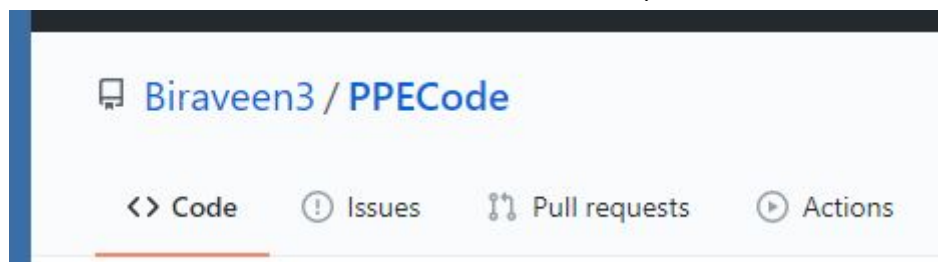 Biraveen3 / PPECode
Code Issues Pull requests Actions